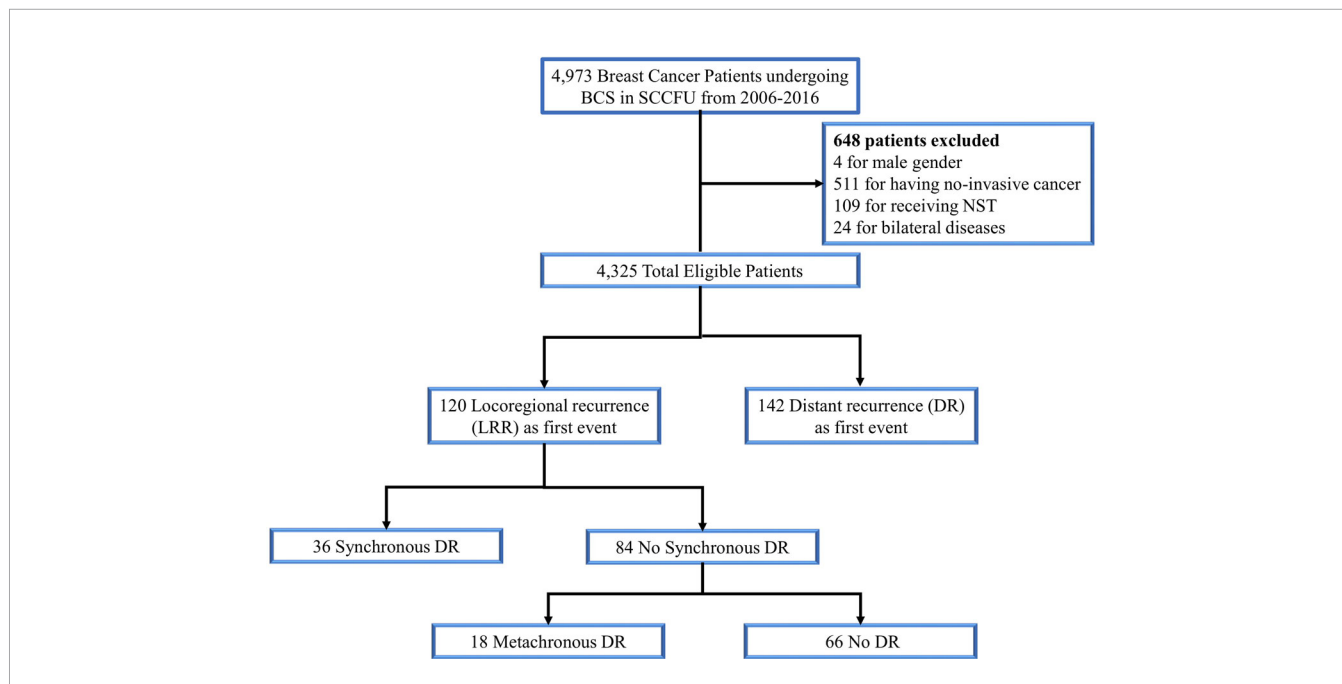 4,973 Breast Cancer Patients undergoing
BCS in SCCFU from 2006-2016
648 patients excluded
4 for male gender
511 for having no-invasive cancer
109 for receiving NST
24 for bilateral diseases
4,325 Total Eligible Patients
120 Locoregional recurrence
(LRR) as first event
142 Distant recurrence (DR)
as first event
36 Synchronous DR
84 No Synchronous DR
18 Metachronous DR
66 No DR